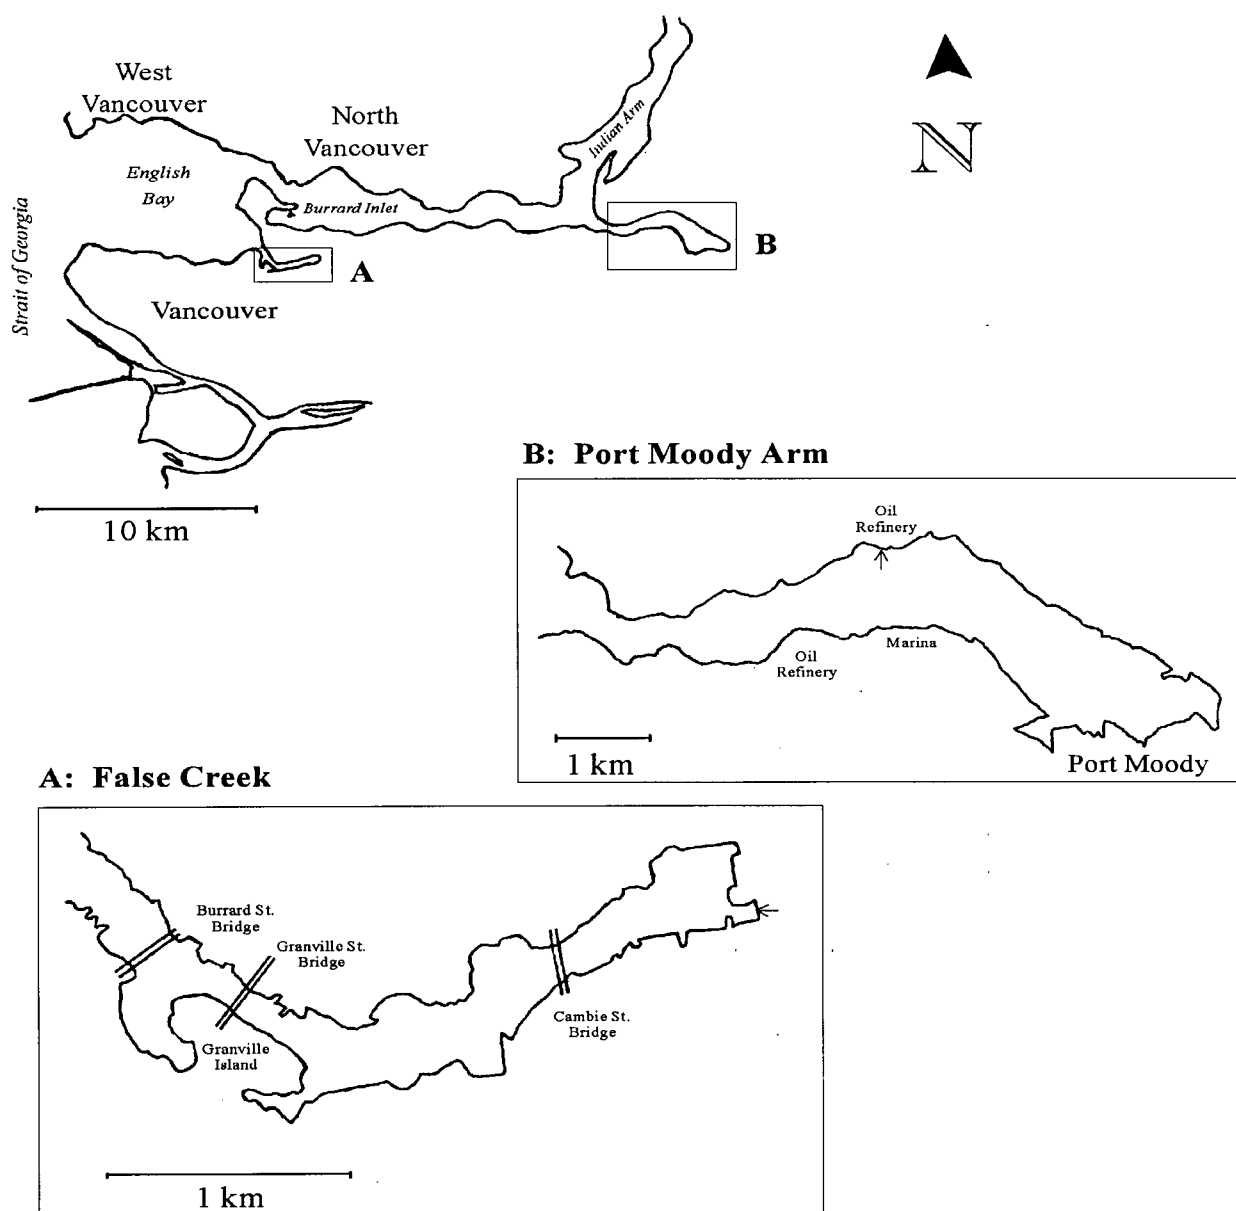 West
Vancouver
North
Vancouver
English
Bay
Burrard Inlet
Indian Arm
Strait of Georgia
A
B
Vancouver
10 km
N
B: Port Moody Arm
Oil
Refinery
Oil
Refinery
Marina
1 km
Port Moody
A: False Creek
Burrard St.
Bridge
Granville St.
Bridge
Granville
Island
Cambie St.
Bridge
1 km